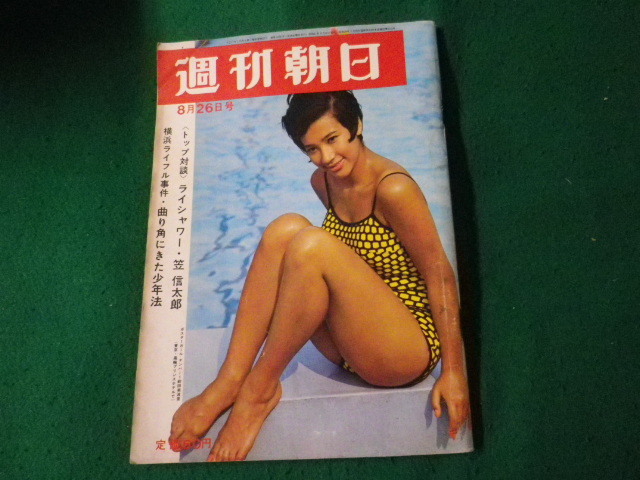 週刊朝日
8月26日号
〈トップ対談〉ライシャワー・笠 信太郎
横浜ライフル事件・曲り角にきた少年法
定
円